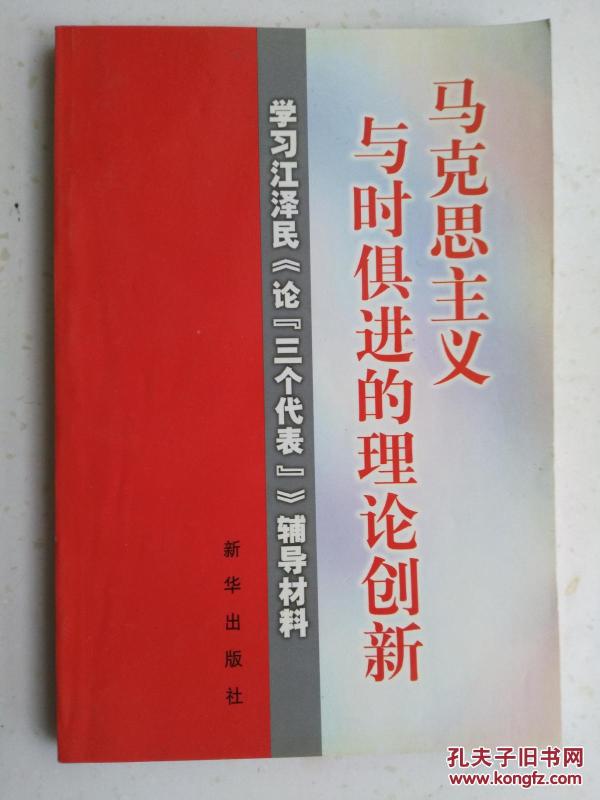 马克思主义
与时俱进的理论创新
学习江泽民《论『三个代表』》辅导材料
新华出版社
孔夫子旧书网
www.kongfz.com